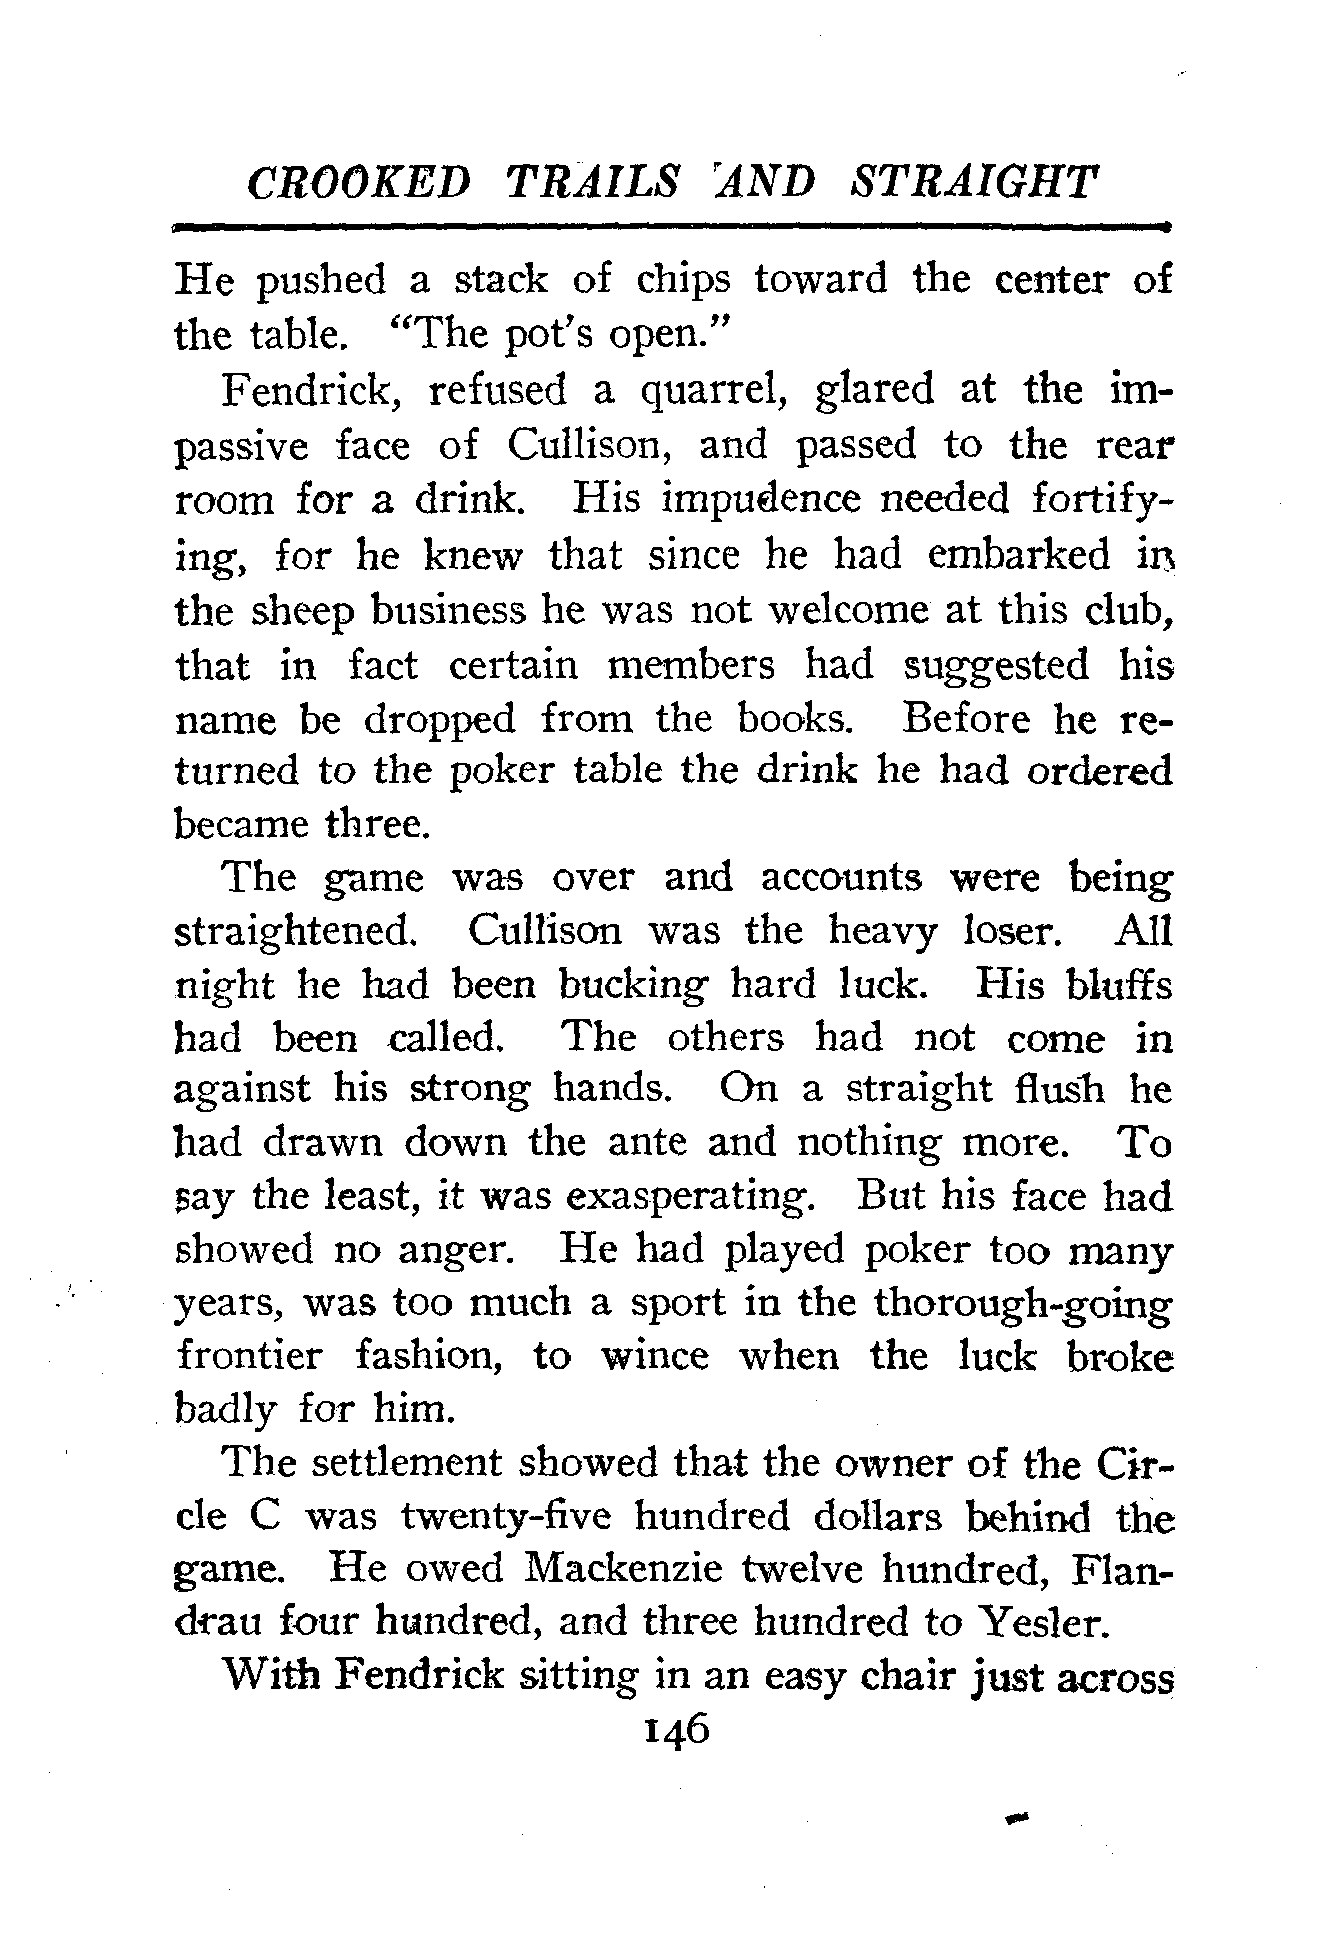 CROOKED TRAILS AND STRAIGHT
He pushed a stack of chips toward the center of
the table. "The pot's open."
Fendrick, refused a quarrel, glared at the im-
passive face of Cullison, and passed to the rear
room for a drink. His impudence needed fortify-
ing, for he knew that since he had embarked in
the sheep business he was not welcome at this club,
that in fact certain members had suggested his
name be dropped from the books. Before he re-
turned to the poker table the drink he had ordered
became three.
The game was over and accounts were being
straightened. Cullison was the heavy loser. All
night he had been bucking hard luck. His bluffs
had been called. The others had not come in
against his strong hands. On a straight flush he
had drawn down the ante and nothing more. To
say the least, it was exasperating. But his face had
showed no anger. He had played poker too many
years, was too much a sport in the thorough-going
frontier fashion, to wince when the luck broke
badly for him.
The settlement showed that the owner of the Cir-
cle C was twenty-five hundred dollars behind the
game. He owed Mackenzie twelve hundred, Flan-
drau four hundred, and three hundred to Yesler.
With Fendrick sitting in an easy chair just across
146